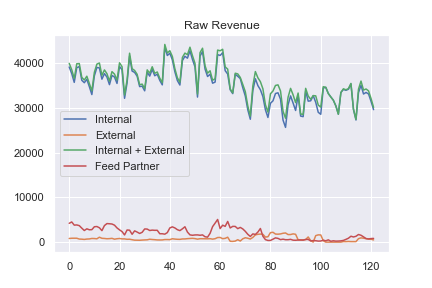 Raw Revenue
40000
30000
20000
10000
0
Internal
External
Internal + External
Feed Partner
0 20 40 60 80 100 120